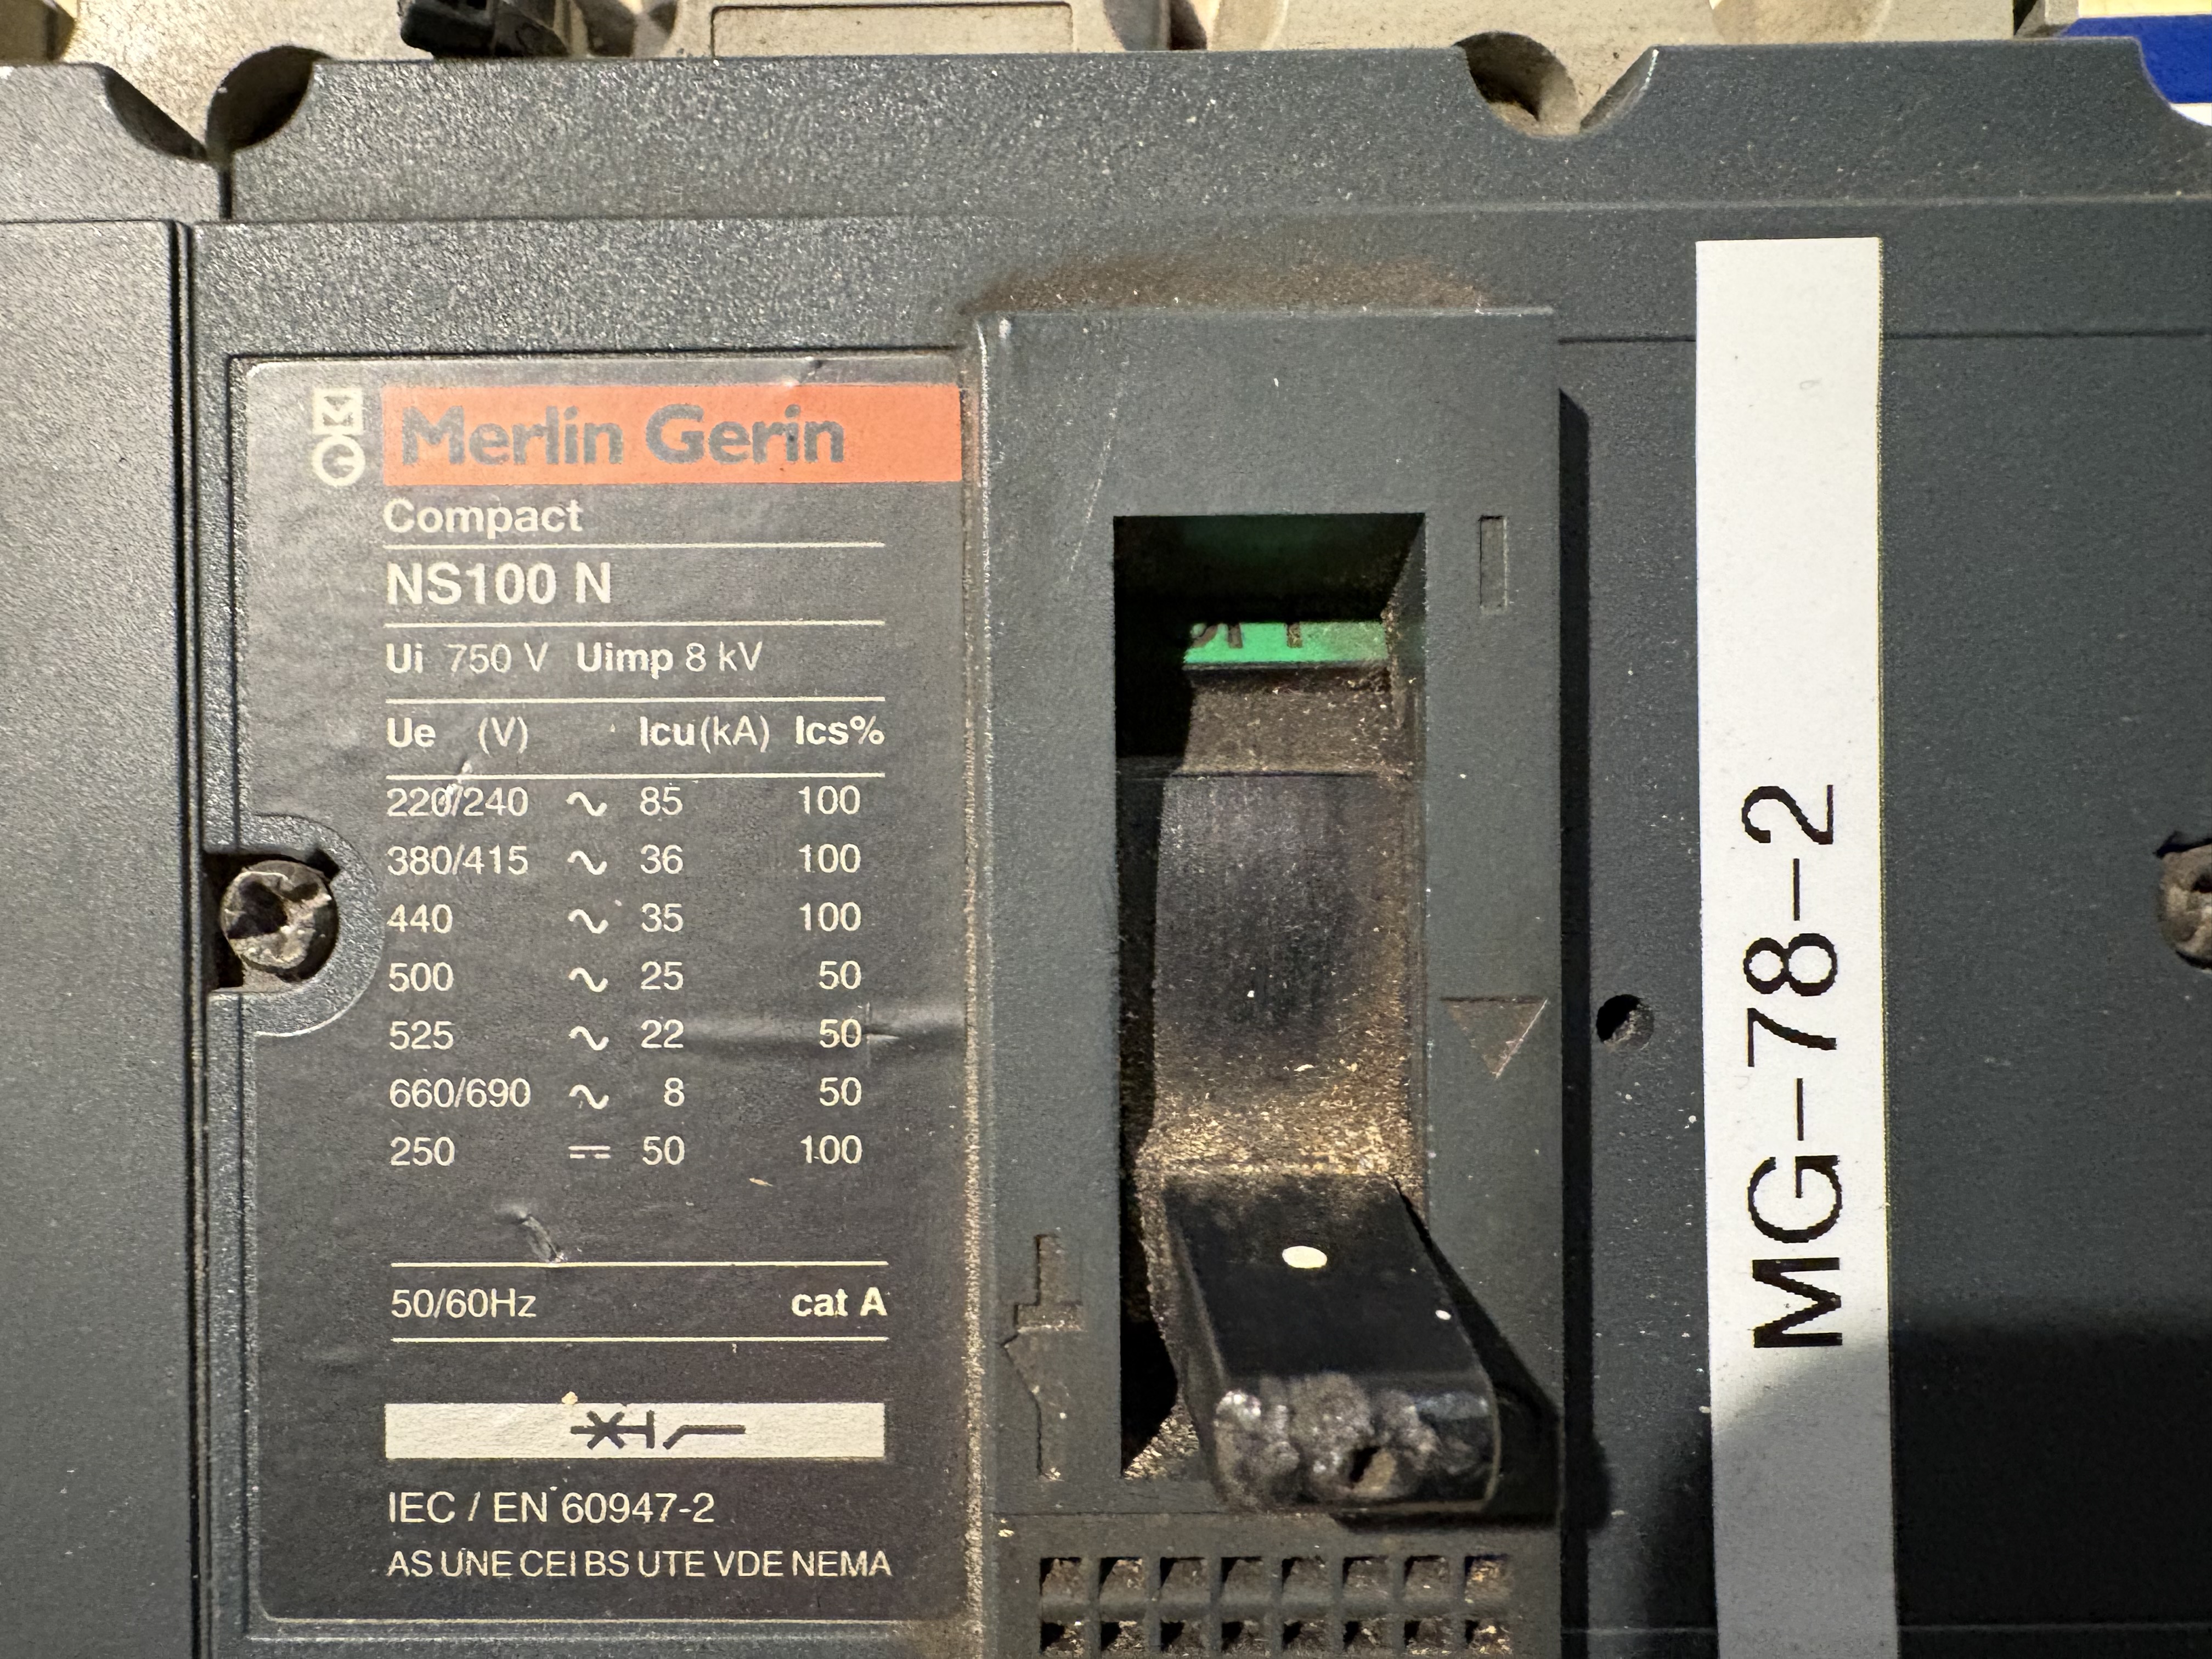 Merlin Gerin
Compact
NS100 N
Ui 750 V Uimp 8 kV
Ue (V) Icu(kA) Ics%
220/240 ~ 85 100
380/415 ~ 36 100
440 ~ 35 100
500 ~ 25 50
525 ~ 22 50
660/690 ~ 8 50
250 ⎓ 50 100
50/60Hz cat A
IEC / EN 60947-2
AS UNE CEI BS UTE VDE NEMA
MG-78-2